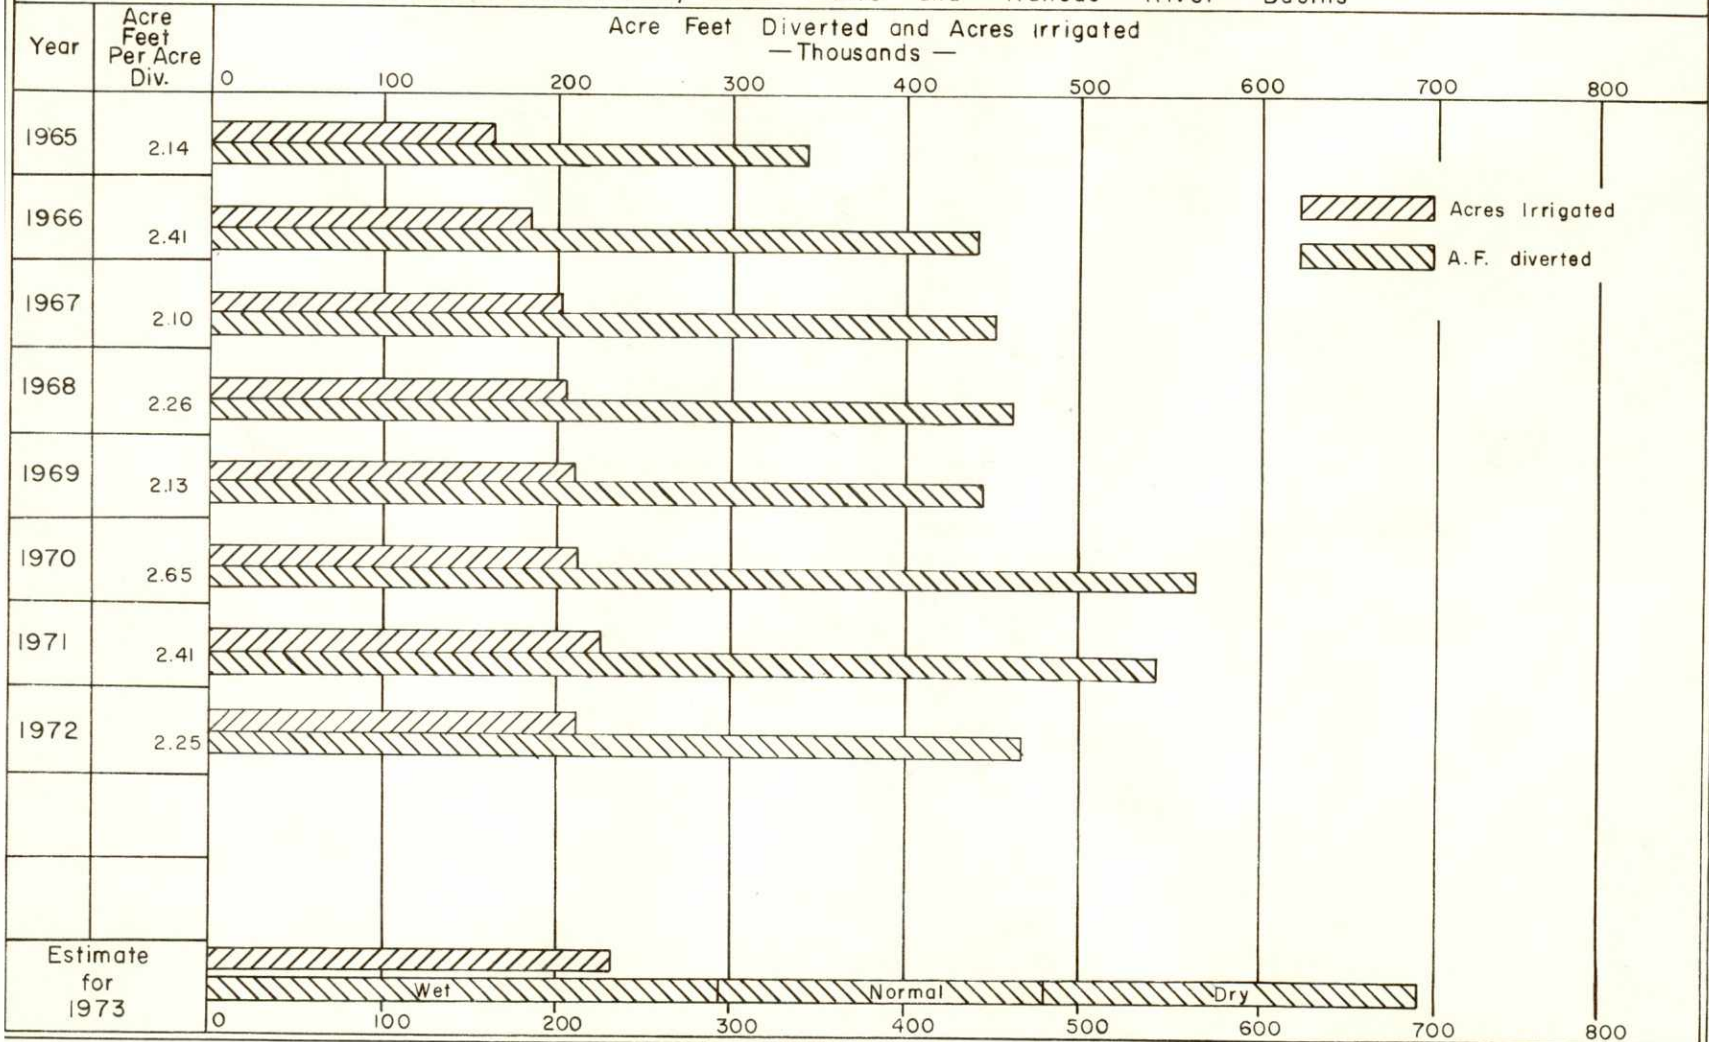 and
River Basins
Year
Acre
Feet
Per Acre
Div.
Acre Feet Diverted and Acres Irrigated
— Thousands —
0 100 200 300 400 500 600 700 800
1965 2.14
1966 2.41
1967 2.10
1968 2.26
1969 2.13
1970 2.65
1971 2.41
1972 2.25
Acres Irrigated
A.F. diverted
Estimate
for
1973
Wet Normal Dry
0 100 200 300 400 500 600 700 800